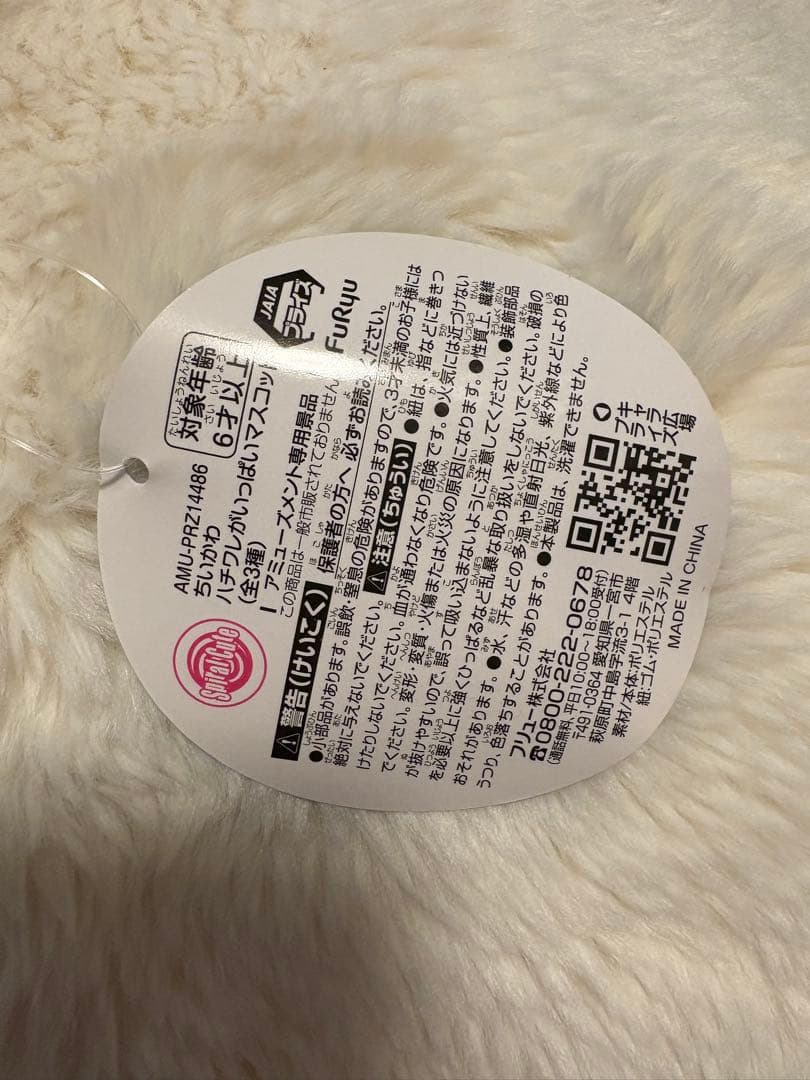 AMU-PRZ14486
ちいかわ
ハチワレがいっぱいマスコット
(全3種)
対象年齢
6才以上
JAIA
プライズ
SpiralCute
アミューズメント専用景品
この商品は一般市販されておりません
FuRyu
警告(けいこく) 保護者の方へ 必ずお読みください。
●小部品があります。誤飲、窒息の危険がありますので、3才未満のお子様には
絶対に与えないでください。 注意(ちゅうい) ●紐は、指などに巻きつ
けたりしないでください。血が通わなくなり危険です。●火気には近づけない
でください。変形・変質・火傷または火災の原因になります。●性質上、繊維
が抜けやすいので、誤って吸い込まないように注意してください。●装飾部品
を必要以上に強くひっぱるなど乱暴な取り扱いをしないでください。破損の
おそれがあります。●水、汗などの多湿や直射日光、紫外線などにより色
うつり、色落ちすることがあります。●本製品は、洗濯できません。
フリュー株式会社
☎0800-222-0678
(通話無料、平日10:00~18:00受付)
〒491-0364 愛知県一宮市
萩原町中島字流3-1 4階
素材/本体:ポリエステル
紐:ゴム・ポリエステル
MADE IN CHINA
キャラ
プライズ
広場